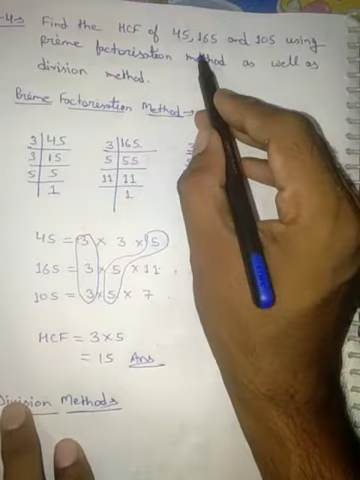 -4s Find the HCF of 45, 165 and 105 using
prime factorisation method as well as
division method.
Prime Factorisation Method →
3 45 3 165 3
3 15 5 55
5 5 11 11
1 1
45 = 3 × 3 × 5
165 = 3 × 5 × 11
105 = 3 × 5 × 7
HCF = 3 × 5
= 15 Ans
Division Methods